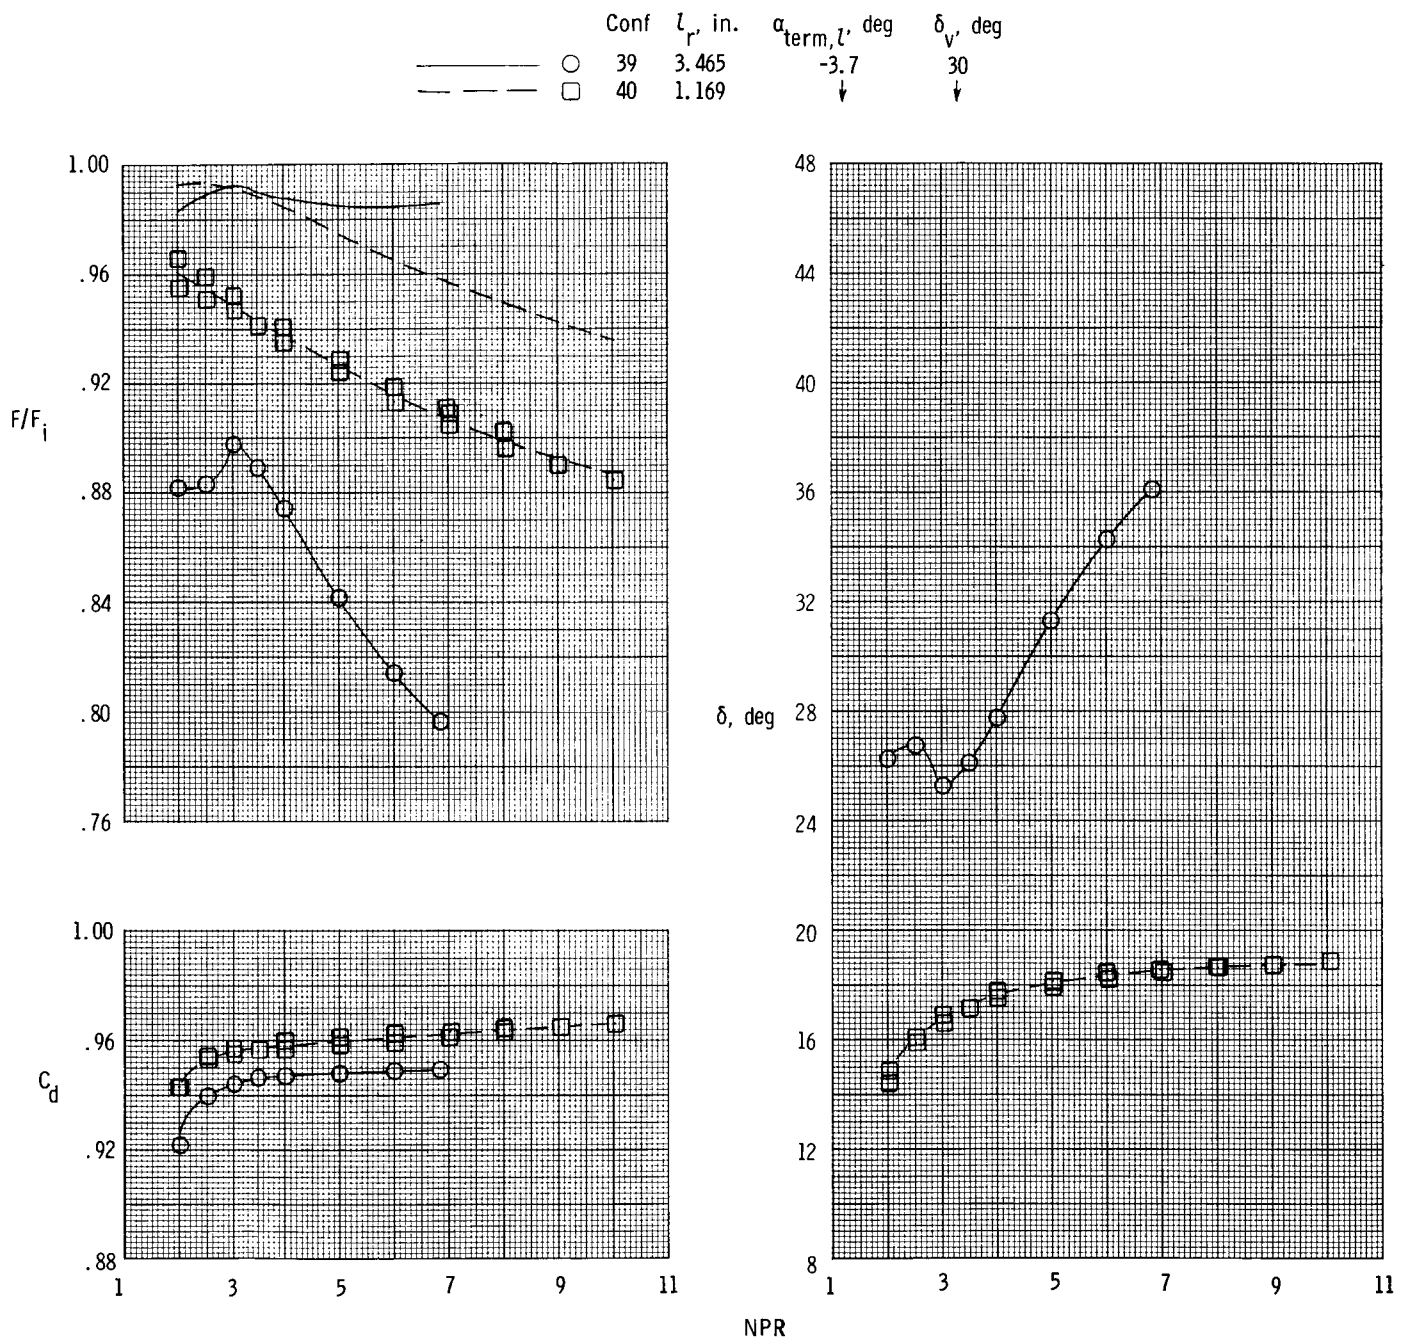 Conf l_r, in. α_term,l, deg δ_v, deg
39 3.465 -3.7 30
40 1.169
1.00
.96
.92
F/F_i
.88
.84
.80
.76
1.00
.96
C_d
.92
.88
1 3 5 7 9 11
48
44
40
36
32
δ, deg 28
24
20
16
12
8
1 3 5 7 9 11
NPR